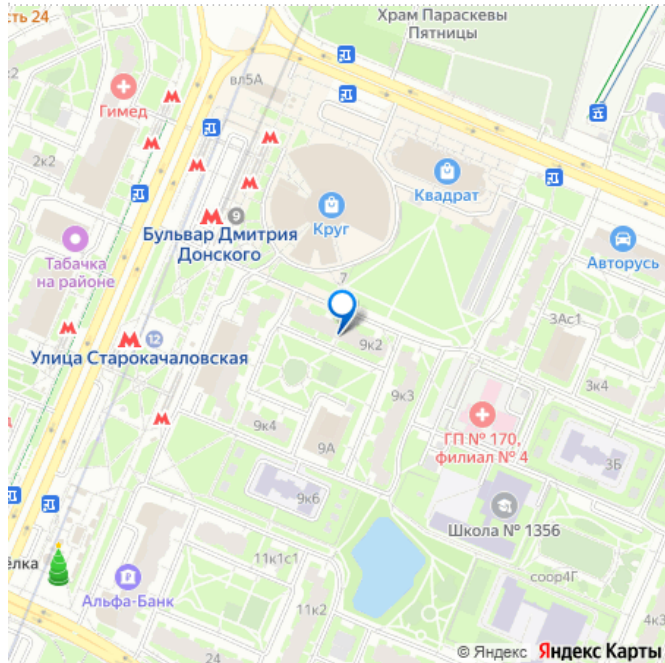 сть 24
Храм Параскевы
Пятницы
к2
вл5А
Гимед
2к2
Квадрат
9
Круг
Бульвар Дмитрия
Донского
Табачка
на районе
Авторусь
7
3Ас1
12
Улица Старокачаловская
9к2
9к3
3к4
ГП № 170,
филиал № 4
9к4
9А
3Б
9к6
Школа № 1356
11к1с1
ёлка
соор4Г
Альфа-Банк
11к2
4к3
24
© Яндекс Яндекс Карты